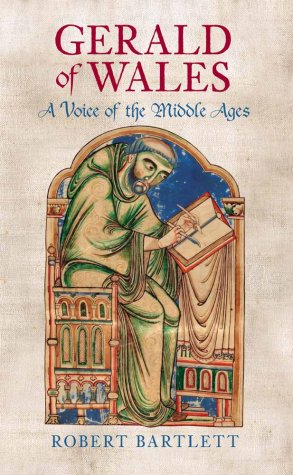 GERALD
of WALES
A Voice of the Middle Ages
ROBERT BARTLETT